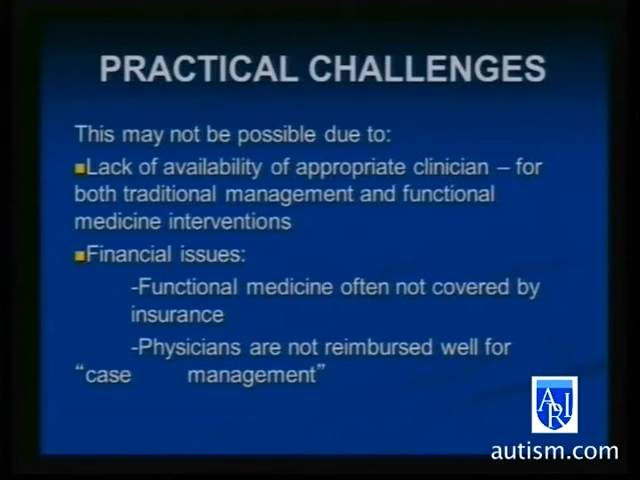 PRACTICAL CHALLENGES
This may not be possible due to:
■Lack of availability of appropriate clinician – for
both traditional management and functional
medicine interventions
■Financial issues:
-Functional medicine often not covered by
insurance
-Physicians are not reimbursed well for
“case management”
ARI
autism.com